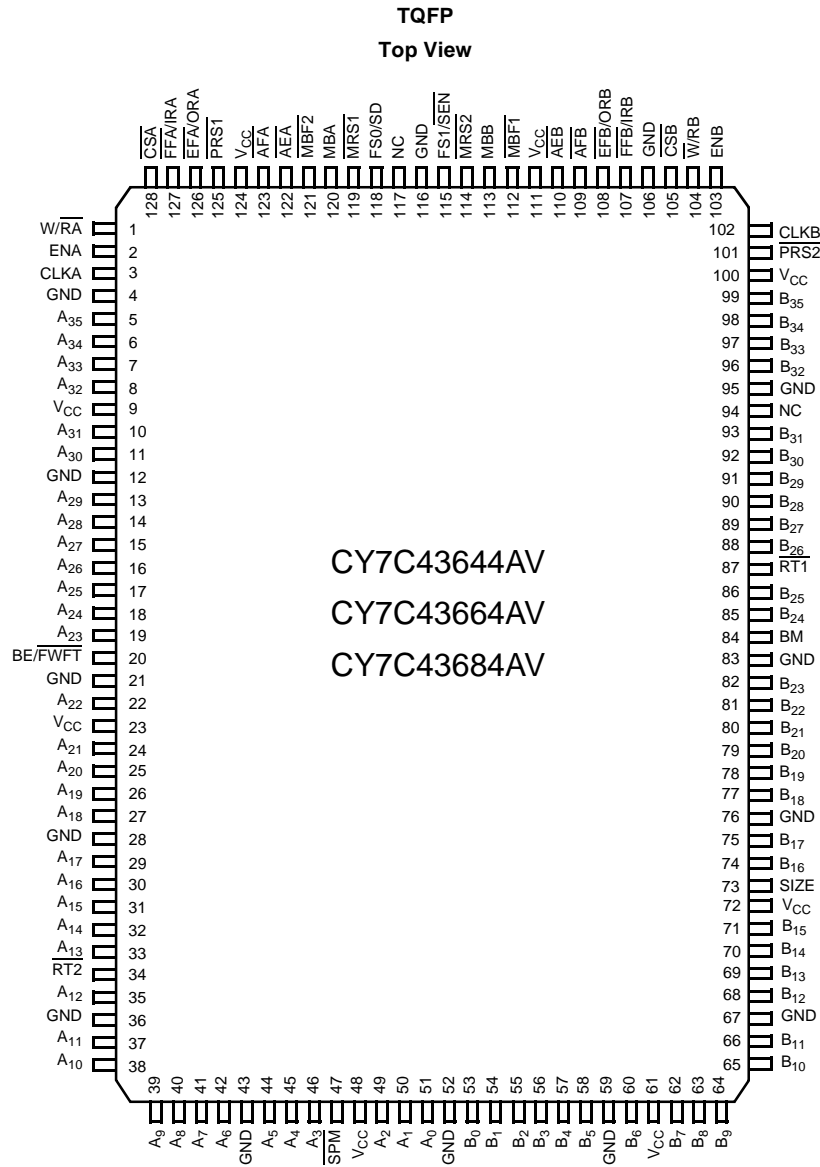 TQFP
Top View
CSA
FFA/IRA
EFA/ORA
PRS1
VCC
AFA
AEA
MBF2
MBA
MRS1
FS0/SD
NC
GND
FS1/SEN
MRS2
MBB
MBF1
VCC
AEB
AFB
EFB/ORB
FFB/IRB
GND
CSB
W/RB
ENB
128
127
126
125
124
123
122
121
120
119
118
117
116
115
114
113
112
111
110
109
108
107
106
105
104
103
W/RA 1
ENA 2
CLKA 3
GND 4
A35 5
A34 6
A33 7
A32 8
VCC 9
A31 10
A30 11
GND 12
A29 13
A28 14
A27 15
A26 16
A25 17
A24 18
A23 19
BE/FWFT 20
GND 21
A22 22
VCC 23
A21 24
A20 25
A19 26
A18 27
GND 28
A17 29
A16 30
A15 31
A14 32
A13 33
RT2 34
A12 35
GND 36
A11 37
A10 38
CY7C43644AV
CY7C43664AV
CY7C43684AV
102 CLKB
101 PRS2
100 VCC
99 B35
98 B34
97 B33
96 B32
95 GND
94 NC
93 B31
92 B30
91 B29
90 B28
89 B27
88 B26
87 RT1
86 B25
85 B24
84 BM
83 GND
82 B23
81 B22
80 B21
79 B20
78 B19
77 B18
76 GND
75 B17
74 B16
73 SIZE
72 VCC
71 B15
70 B14
69 B13
68 B12
67 GND
66 B11
65 B10
39
40
41
42
43
44
45
46
47
48
49
50
51
52
53
54
55
56
57
58
59
60
61
62
63
64
A9
A8
A7
A6
GND
A5
A4
A3
SPM
VCC
A2
A1
A0
GND
B0
B1
B2
B3
B4
B5
GND
B6
VCC
B7
B8
B9